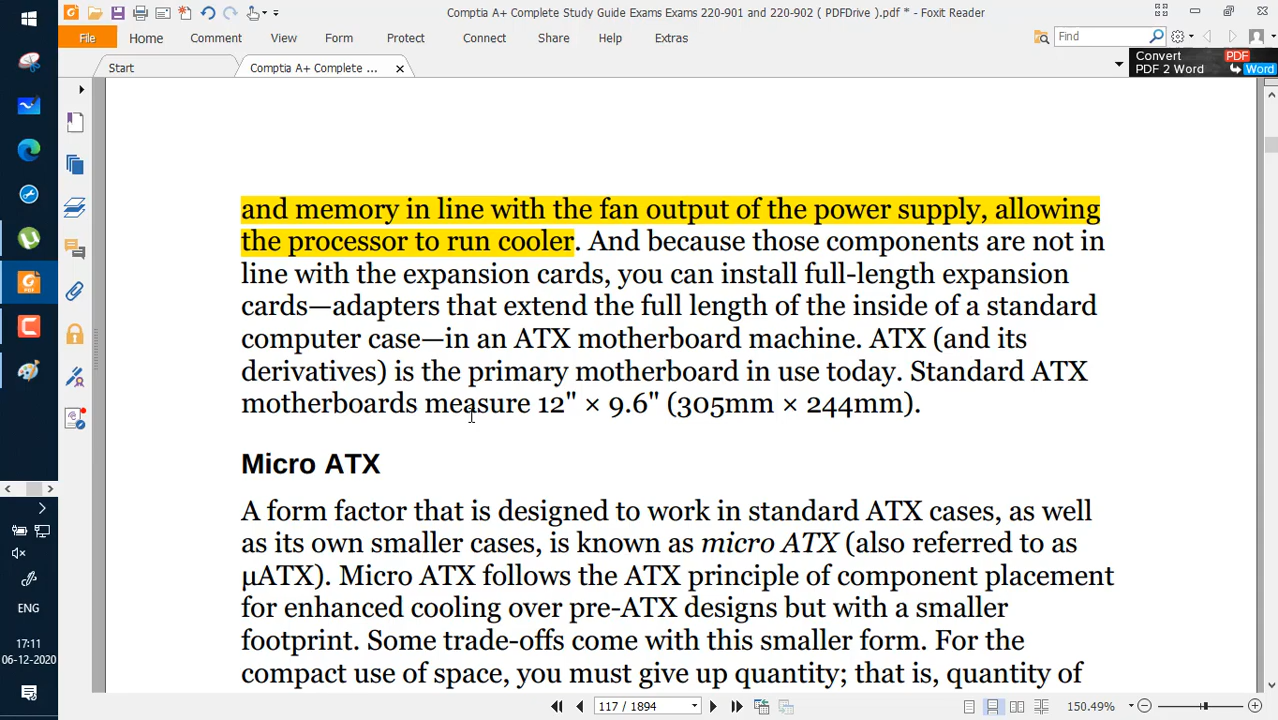 Comptia A+ Complete Study Guide Exams Exams 220-901 and 220-902 ( PDFDrive ).pdf * - Foxit Reader
File Home Comment View Form Protect Connect Share Help Extras
Find
Start
Comptia A+ Complete ...
Convert PDF
PDF 2 Word Word
and memory in line with the fan output of the power supply, allowing
the processor to run cooler. And because those components are not in
line with the expansion cards, you can install full-length expansion
cards—adapters that extend the full length of the inside of a standard
computer case—in an ATX motherboard machine. ATX (and its
derivatives) is the primary motherboard in use today. Standard ATX
motherboards measure 12" × 9.6" (305mm × 244mm).
Micro ATX
A form factor that is designed to work in standard ATX cases, as well
as its own smaller cases, is known as micro ATX (also referred to as
µATX). Micro ATX follows the ATX principle of component placement
for enhanced cooling over pre-ATX designs but with a smaller
footprint. Some trade-offs come with this smaller form. For the
compact use of space, you must give up quantity; that is, quantity of
ENG
17:11
06-12-2020
117 / 1894
150.49%